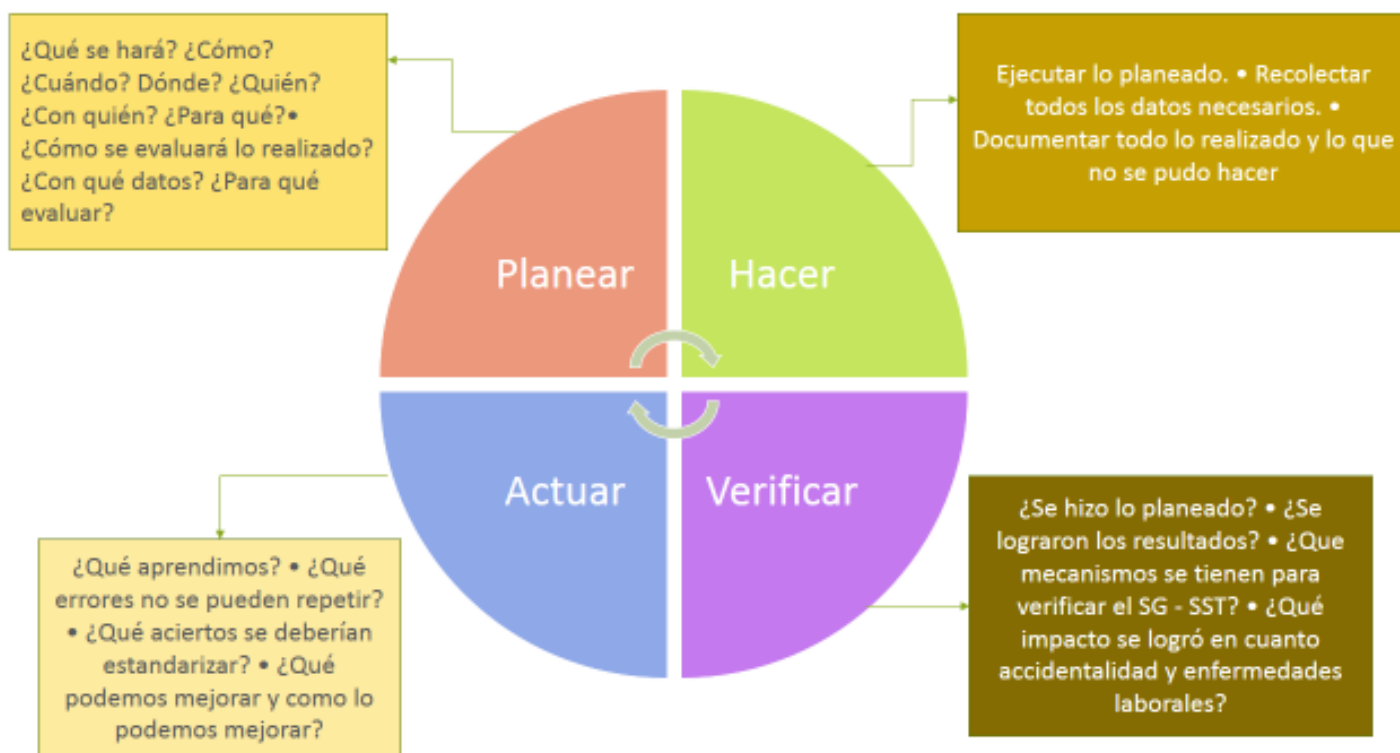 ¿Qué se hará? ¿Cómo?
¿Cuándo? Dónde? ¿Quién?
¿Con quién? ¿Para qué?•
¿Cómo se evaluará lo realizado?
¿Con qué datos? ¿Para qué
evaluar?
Ejecutar lo planeado. • Recolectar
todos los datos necesarios. •
Documentar todo lo realizado y lo que
no se pudo hacer
Planear
Hacer
Actuar
Verificar
¿Qué aprendimos? • ¿Qué
errores no se pueden repetir?
• ¿Qué aciertos se deberían
estandarizar? • ¿Qué
podemos mejorar y como lo
podemos mejorar?
¿Se hizo lo planeado? • ¿Se
lograron los resultados? • ¿Que
mecanismos se tienen para
verificar el SG - SST? • ¿Qué
impacto se logró en cuanto
accidentalidad y enfermedades
laborales?